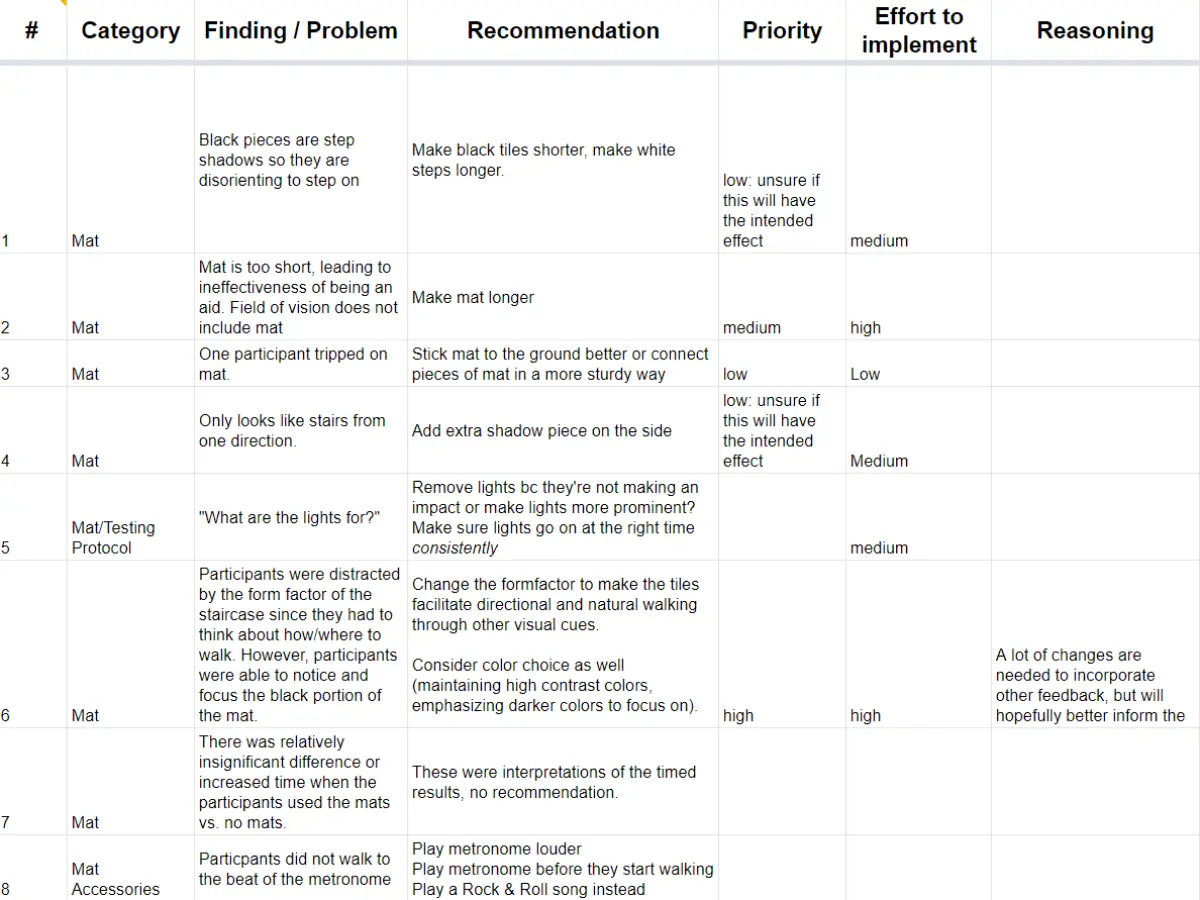 #
Category
Finding / Problem
Recommendation
Priority
Effort to
implement
Reasoning
1
Mat
Black pieces are step
shadows so they are
disorienting to step on
Make black tiles shorter, make white
steps longer.
low: unsure if
this will have
the intended
effect
medium
2
Mat
Mat is too short, leading to
ineffectiveness of being an
aid. Field of vision does not
include mat
Make mat longer
medium
high
3
Mat
One participant tripped on
mat.
Stick mat to the ground better or connect
pieces of mat in a more sturdy way
low
Low
4
Mat
Only looks like stairs from
one direction.
Add extra shadow piece on the side
low: unsure if
this will have
the intended
effect
Medium
5
Mat/Testing
Protocol
"What are the lights for?"
Remove lights bc they're not making an
impact or make lights more prominent?
Make sure lights go on at the right time
consistently
medium
6
Mat
Participants were distracted
by the form factor of the
staircase since they had to
think about how/where to
walk. However, participants
were able to notice and
focus the black portion of
the mat.
Change the formfactor to make the tiles
facilitate directional and natural walking
through other visual cues.
Consider color choice as well
(maintaining high contrast colors,
emphasizing darker colors to focus on).
high
high
A lot of changes are
needed to incorporate
other feedback, but will
hopefully better inform the
7
Mat
There was relatively
insignificant difference or
increased time when the
participants used the mats
vs. no mats.
These were interpretations of the timed
results, no recommendation.
8
Mat
Accessories
Particpants did not walk to
the beat of the metronome
Play metronome louder
Play metronome before they start walking
Play a Rock & Roll song instead